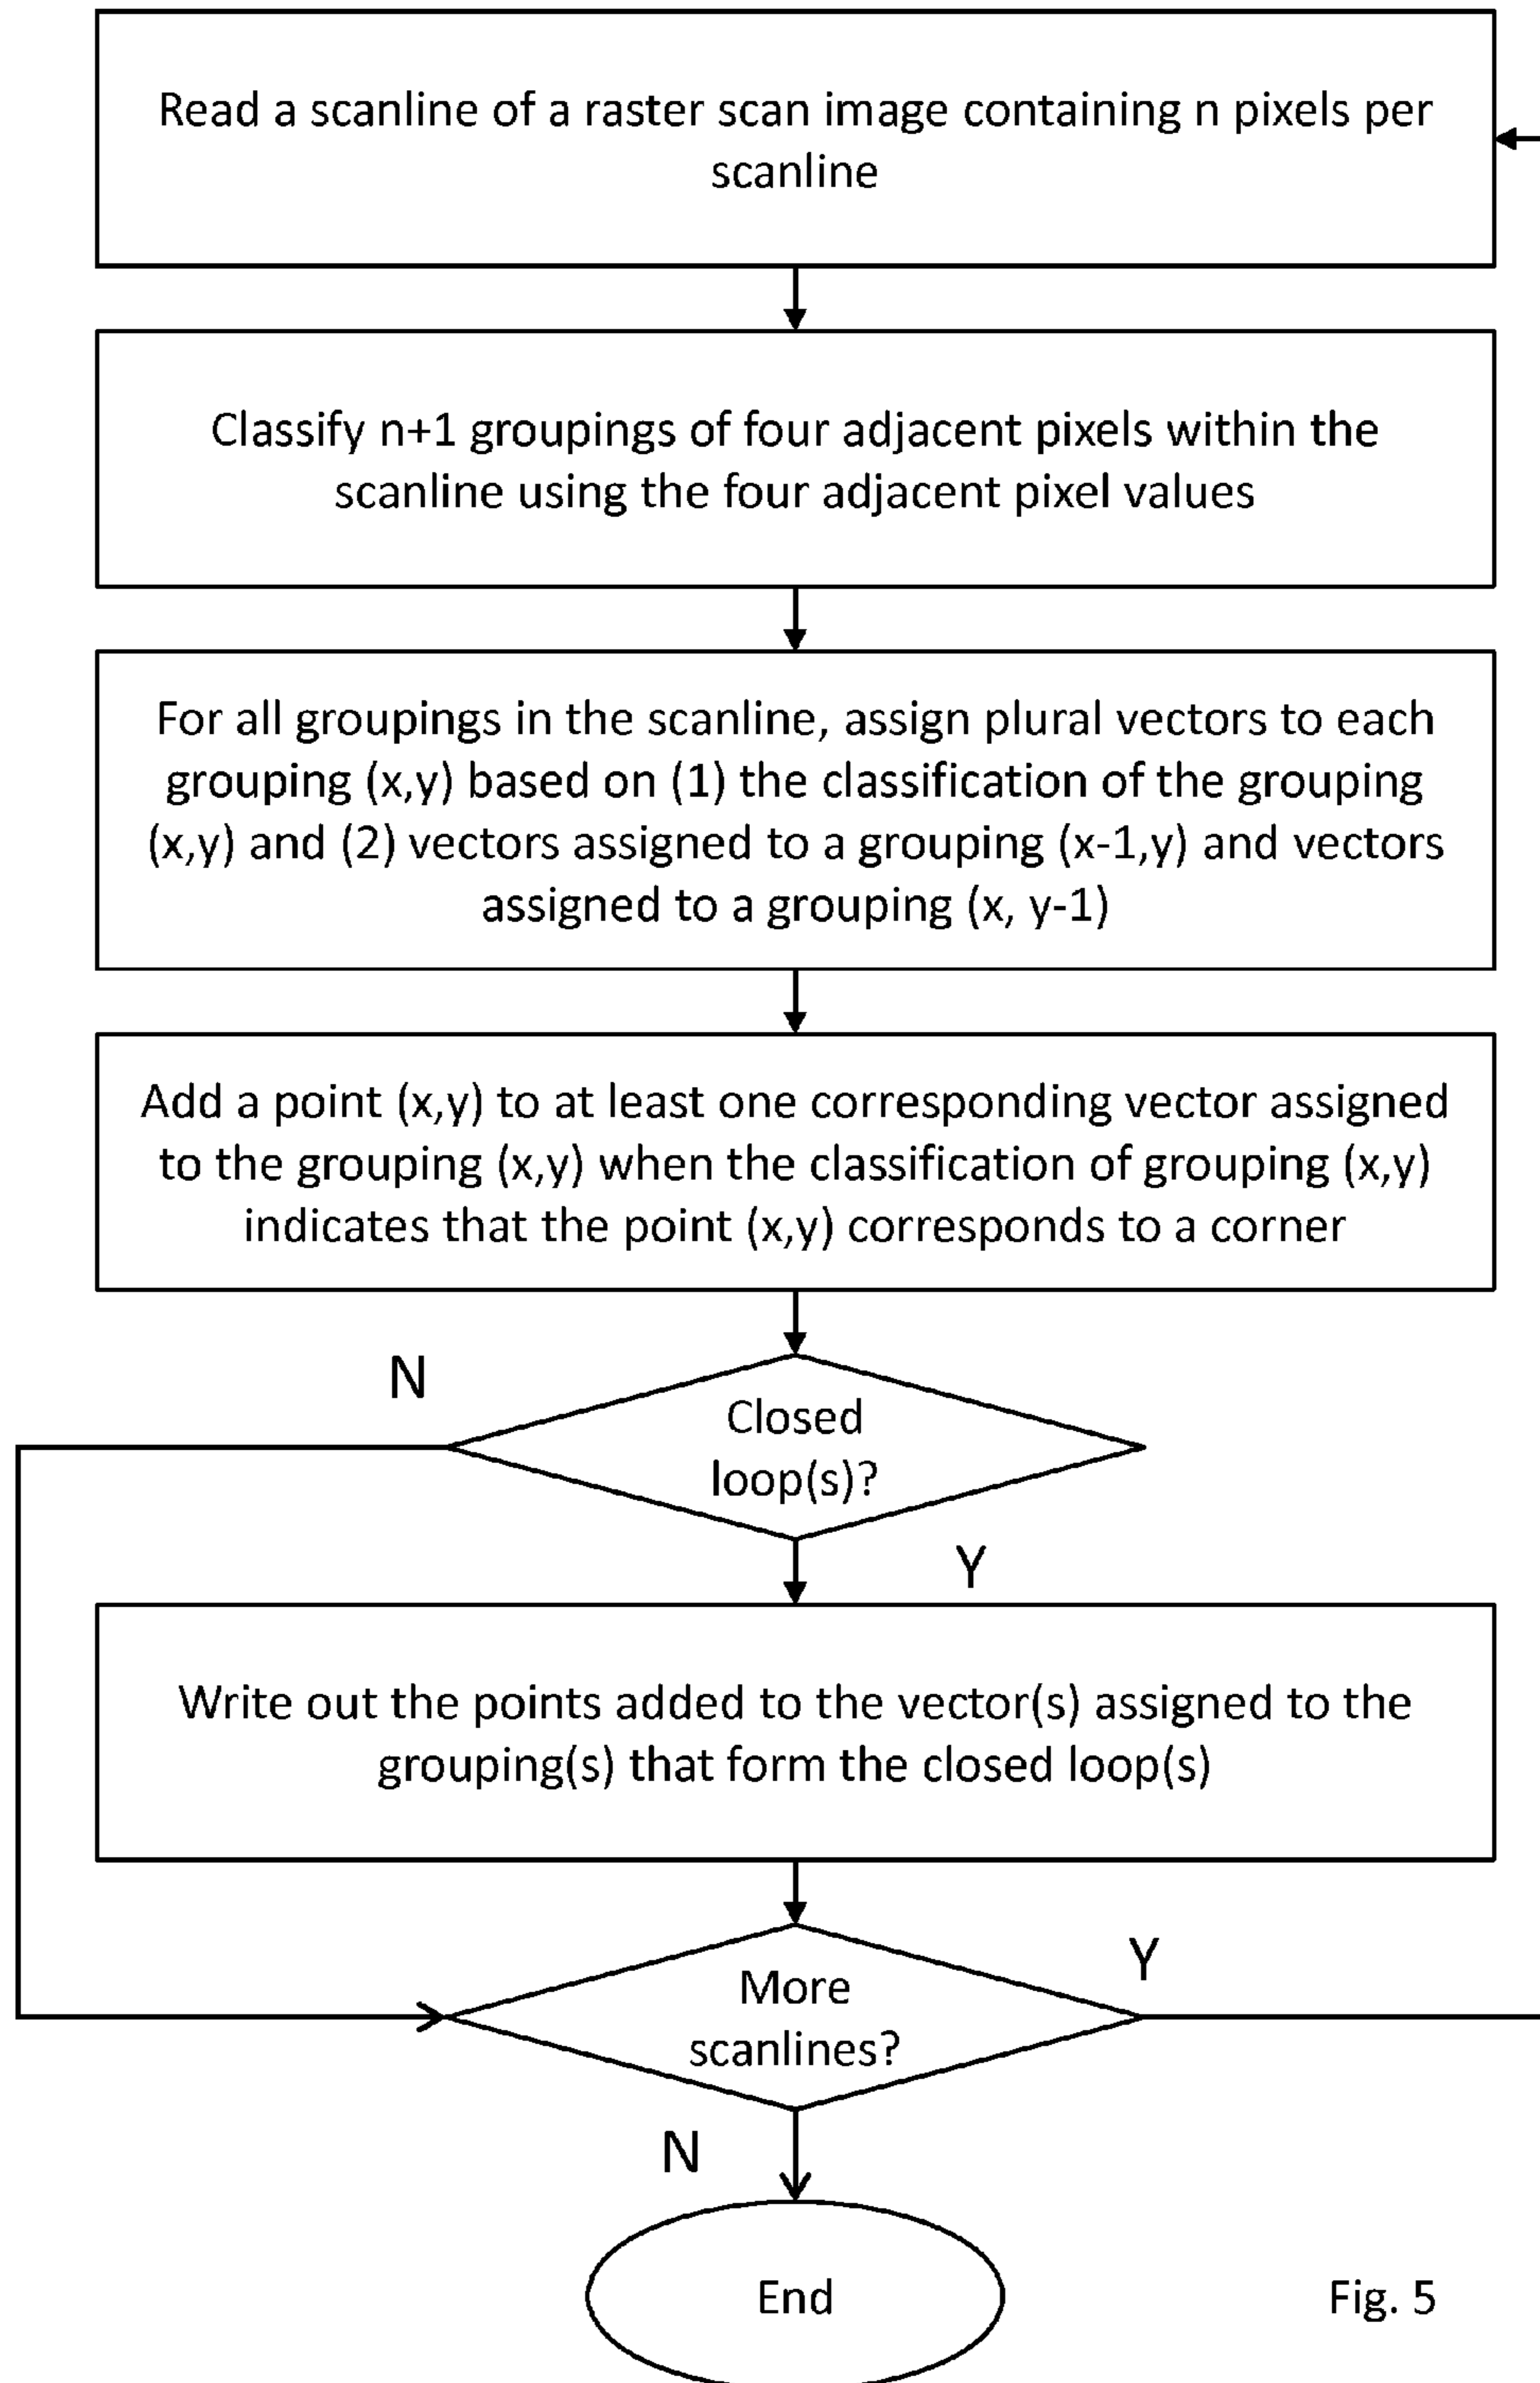 Read a scanline of a raster scan image containing n pixels per
scanline
Classify n+1 groupings of four adjacent pixels within the
scanline using the four adjacent pixel values
For all groupings in the scanline, assign plural vectors to each
grouping (x,y) based on (1) the classification of the grouping
(x,y) and (2) vectors assigned to a grouping (x-1,y) and vectors
assigned to a grouping (x, y-1)
Add a point (x,y) to at least one corresponding vector assigned
to the grouping (x,y) when the classification of grouping (x,y)
indicates that the point (x,y) corresponds to a corner
N
Closed
loop(s)?
Y
Write out the points added to the vector(s) assigned to the
grouping(s) that form the closed loop(s)
Y
More
scanlines?
N
End
Fig. 5